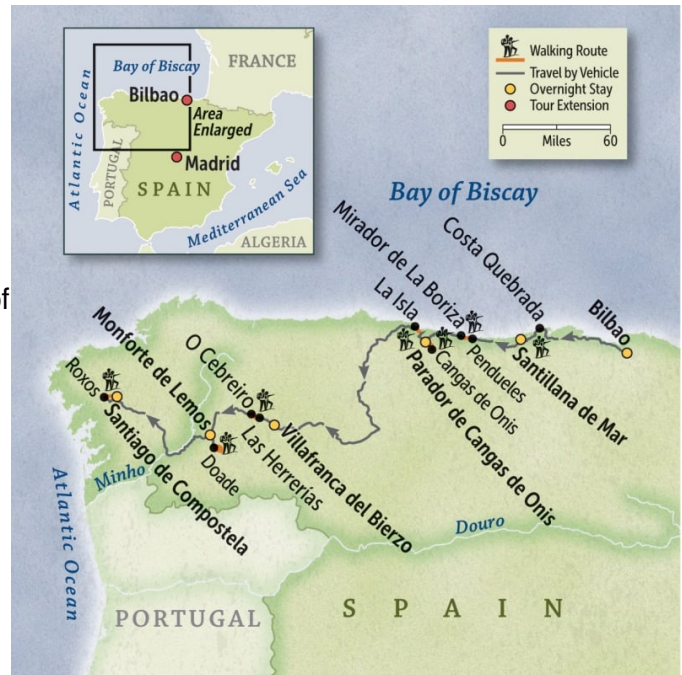 of
Bay of Biscay
FRANCE
Atlantic Ocean
Bilbao
Area
Enlarged
PORTUGAL
Madrid
SPAIN
Mediterranean Sea
ALGERIA
Walking Route
Travel by Vehicle
Overnight Stay
Tour Extension
0 Miles 60
Bay of Biscay
Mirador de La Boriza
Costa Quebrada
La Isla
Bilbao
Monforte de Lemos
O Cebreiro
Roxos
Pendueles
Santillana de Mar
Cangas de Onis
Parador de Cangas de Onis
Villafranca del Bierzo
Las Herrerías
Doade
Santiago de Compostela
Minho
Atlantic Ocean
Douro
PORTUGAL
SPAIN